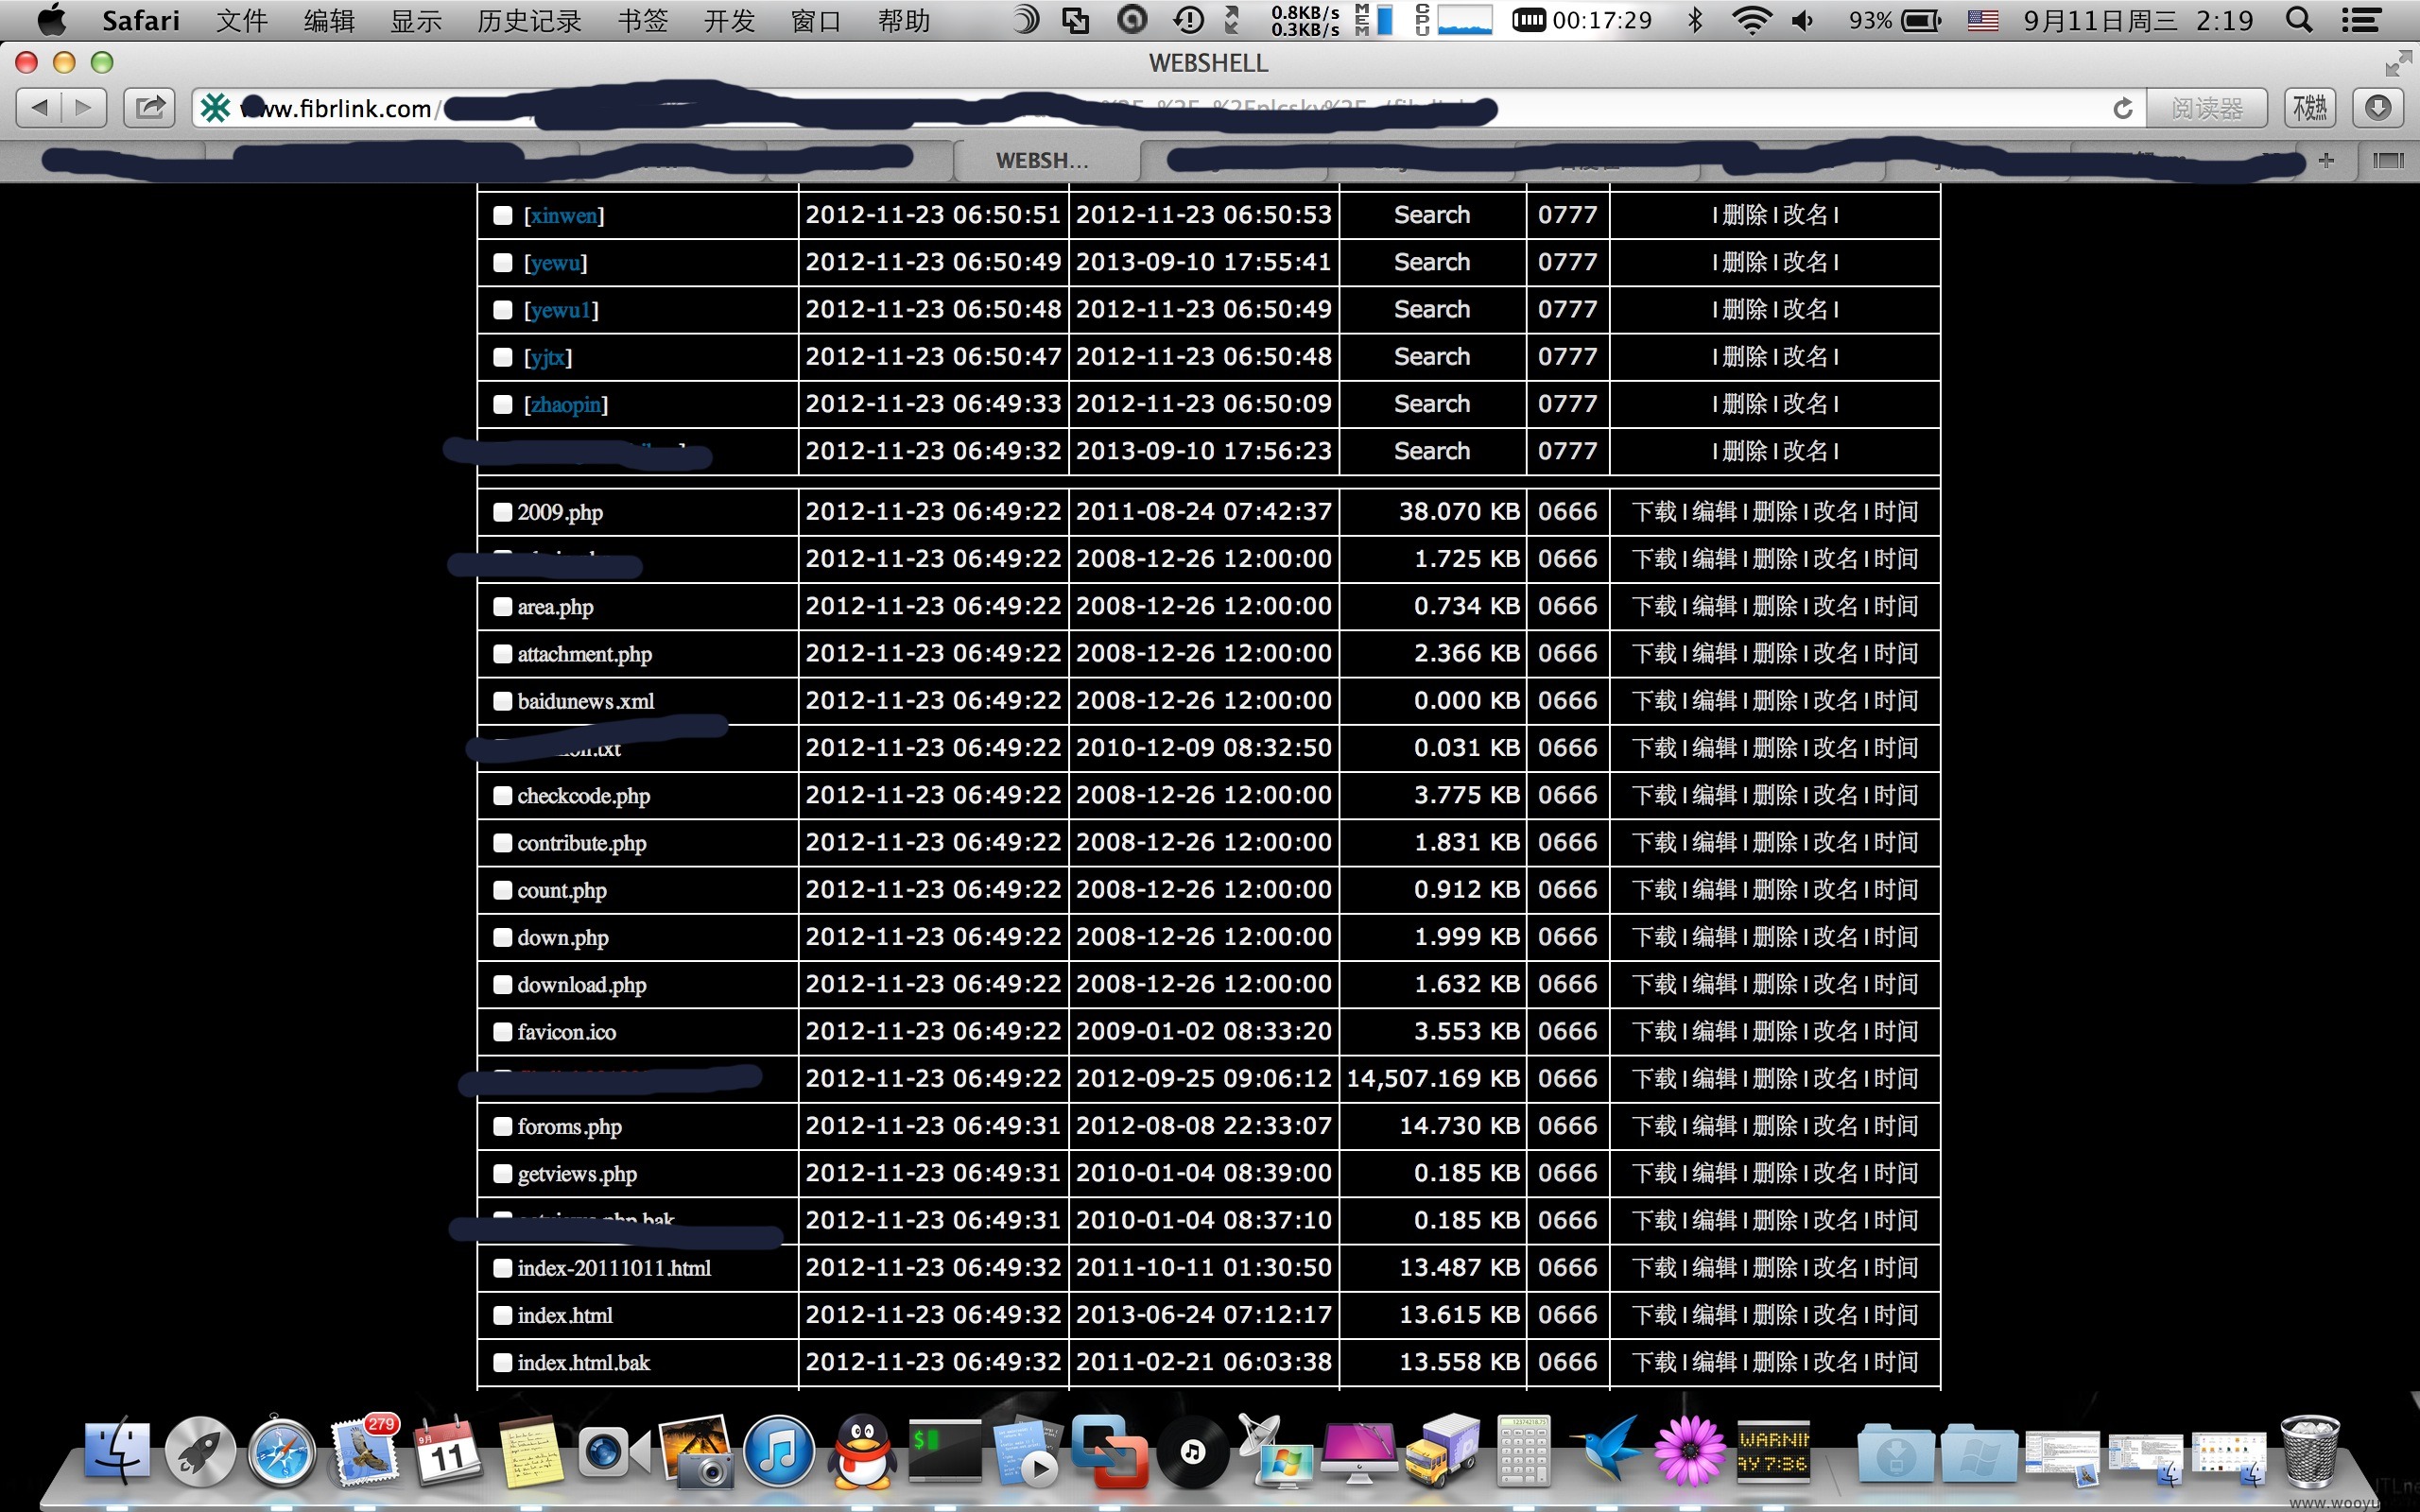 Safari 文件 编辑 显示 历史记录 书签 开发 窗口 帮助 0.8KB/s 0.3KB/s MEM CPU 00:17:29 93% 9月11日周三 2:19
WEBSHELL
www.fibrlink.com/ 阅读器 不发热
WEBSH...
[xinwen] 2012-11-23 06:50:51 2012-11-23 06:50:53 Search 0777 | 删除 | 改名 |
[yewu] 2012-11-23 06:50:49 2013-09-10 17:55:41 Search 0777 | 删除 | 改名 |
[yewu1] 2012-11-23 06:50:48 2012-11-23 06:50:49 Search 0777 | 删除 | 改名 |
[yjtx] 2012-11-23 06:50:47 2012-11-23 06:50:48 Search 0777 | 删除 | 改名 |
[zhaopin] 2012-11-23 06:49:33 2012-11-23 06:50:09 Search 0777 | 删除 | 改名 |
2012-11-23 06:49:32 2013-09-10 17:56:23 Search 0777 | 删除 | 改名 |
2009.php 2012-11-23 06:49:22 2011-08-24 07:42:37 38.070 KB 0666 下载 | 编辑 | 删除 | 改名 | 时间
2012-11-23 06:49:22 2008-12-26 12:00:00 1.725 KB 0666 下载 | 编辑 | 删除 | 改名 | 时间
area.php 2012-11-23 06:49:22 2008-12-26 12:00:00 0.734 KB 0666 下载 | 编辑 | 删除 | 改名 | 时间
attachment.php 2012-11-23 06:49:22 2008-12-26 12:00:00 2.366 KB 0666 下载 | 编辑 | 删除 | 改名 | 时间
baidunews.xml 2012-11-23 06:49:22 2008-12-26 12:00:00 0.000 KB 0666 下载 | 编辑 | 删除 | 改名 | 时间
2012-11-23 06:49:22 2010-12-09 08:32:50 0.031 KB 0666 下载 | 编辑 | 删除 | 改名 | 时间
checkcode.php 2012-11-23 06:49:22 2008-12-26 12:00:00 3.775 KB 0666 下载 | 编辑 | 删除 | 改名 | 时间
contribute.php 2012-11-23 06:49:22 2008-12-26 12:00:00 1.831 KB 0666 下载 | 编辑 | 删除 | 改名 | 时间
count.php 2012-11-23 06:49:22 2008-12-26 12:00:00 0.912 KB 0666 下载 | 编辑 | 删除 | 改名 | 时间
down.php 2012-11-23 06:49:22 2008-12-26 12:00:00 1.999 KB 0666 下载 | 编辑 | 删除 | 改名 | 时间
download.php 2012-11-23 06:49:22 2008-12-26 12:00:00 1.632 KB 0666 下载 | 编辑 | 删除 | 改名 | 时间
favicon.ico 2012-11-23 06:49:22 2009-01-02 08:33:20 3.553 KB 0666 下载 | 编辑 | 删除 | 改名 | 时间
2012-11-23 06:49:22 2012-09-25 09:06:12 14,507.169 KB 0666 下载 | 编辑 | 删除 | 改名 | 时间
foroms.php 2012-11-23 06:49:31 2012-08-08 22:33:07 14.730 KB 0666 下载 | 编辑 | 删除 | 改名 | 时间
getviews.php 2012-11-23 06:49:31 2010-01-04 08:39:00 0.185 KB 0666 下载 | 编辑 | 删除 | 改名 | 时间
2012-11-23 06:49:31 2010-01-04 08:37:10 0.185 KB 0666 下载 | 编辑 | 删除 | 改名 | 时间
index-20111011.html 2012-11-23 06:49:32 2011-10-11 01:30:50 13.487 KB 0666 下载 | 编辑 | 删除 | 改名 | 时间
index.html 2012-11-23 06:49:32 2013-06-24 07:12:17 13.615 KB 0666 下载 | 编辑 | 删除 | 改名 | 时间
index.html.bak 2012-11-23 06:49:32 2011-02-21 06:03:38 13.558 KB 0666 下载 | 编辑 | 删除 | 改名 | 时间
279
9月 11
WARNIN
AY 7:36